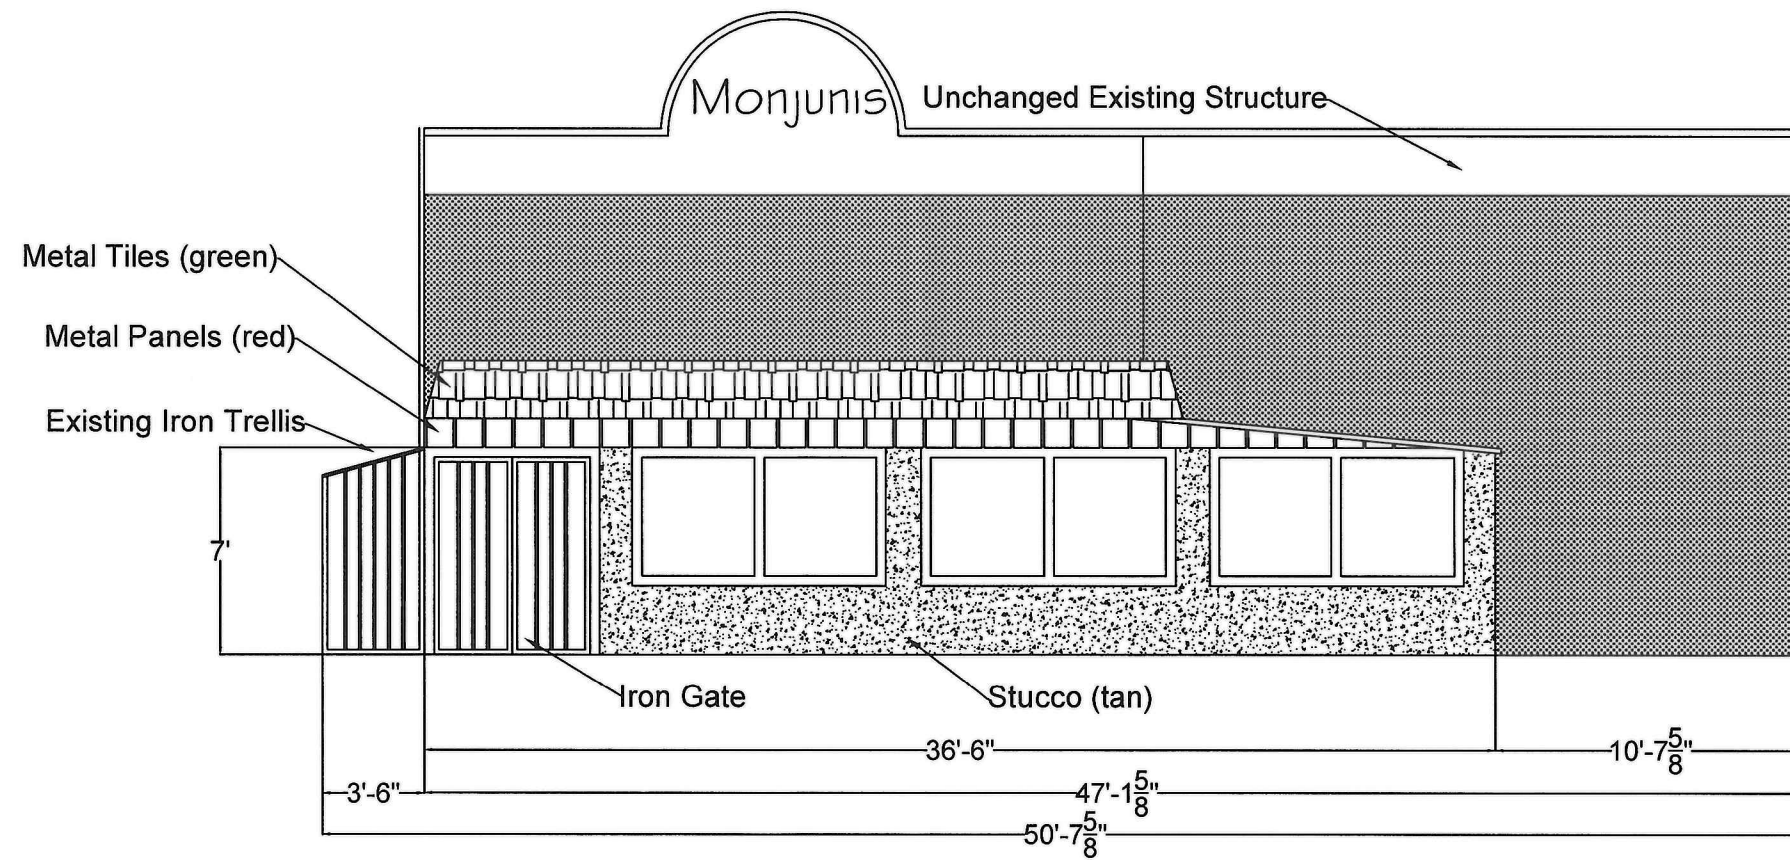 Monjunis
Unchanged Existing Structure
Metal Tiles (green)
Metal Panels (red)
Existing Iron Trellis
7'
Iron Gate
Stucco (tan)
36'-6"
10'-7 5/8"
3'-6"
47'-1 5/8"
50'-7 5/8"